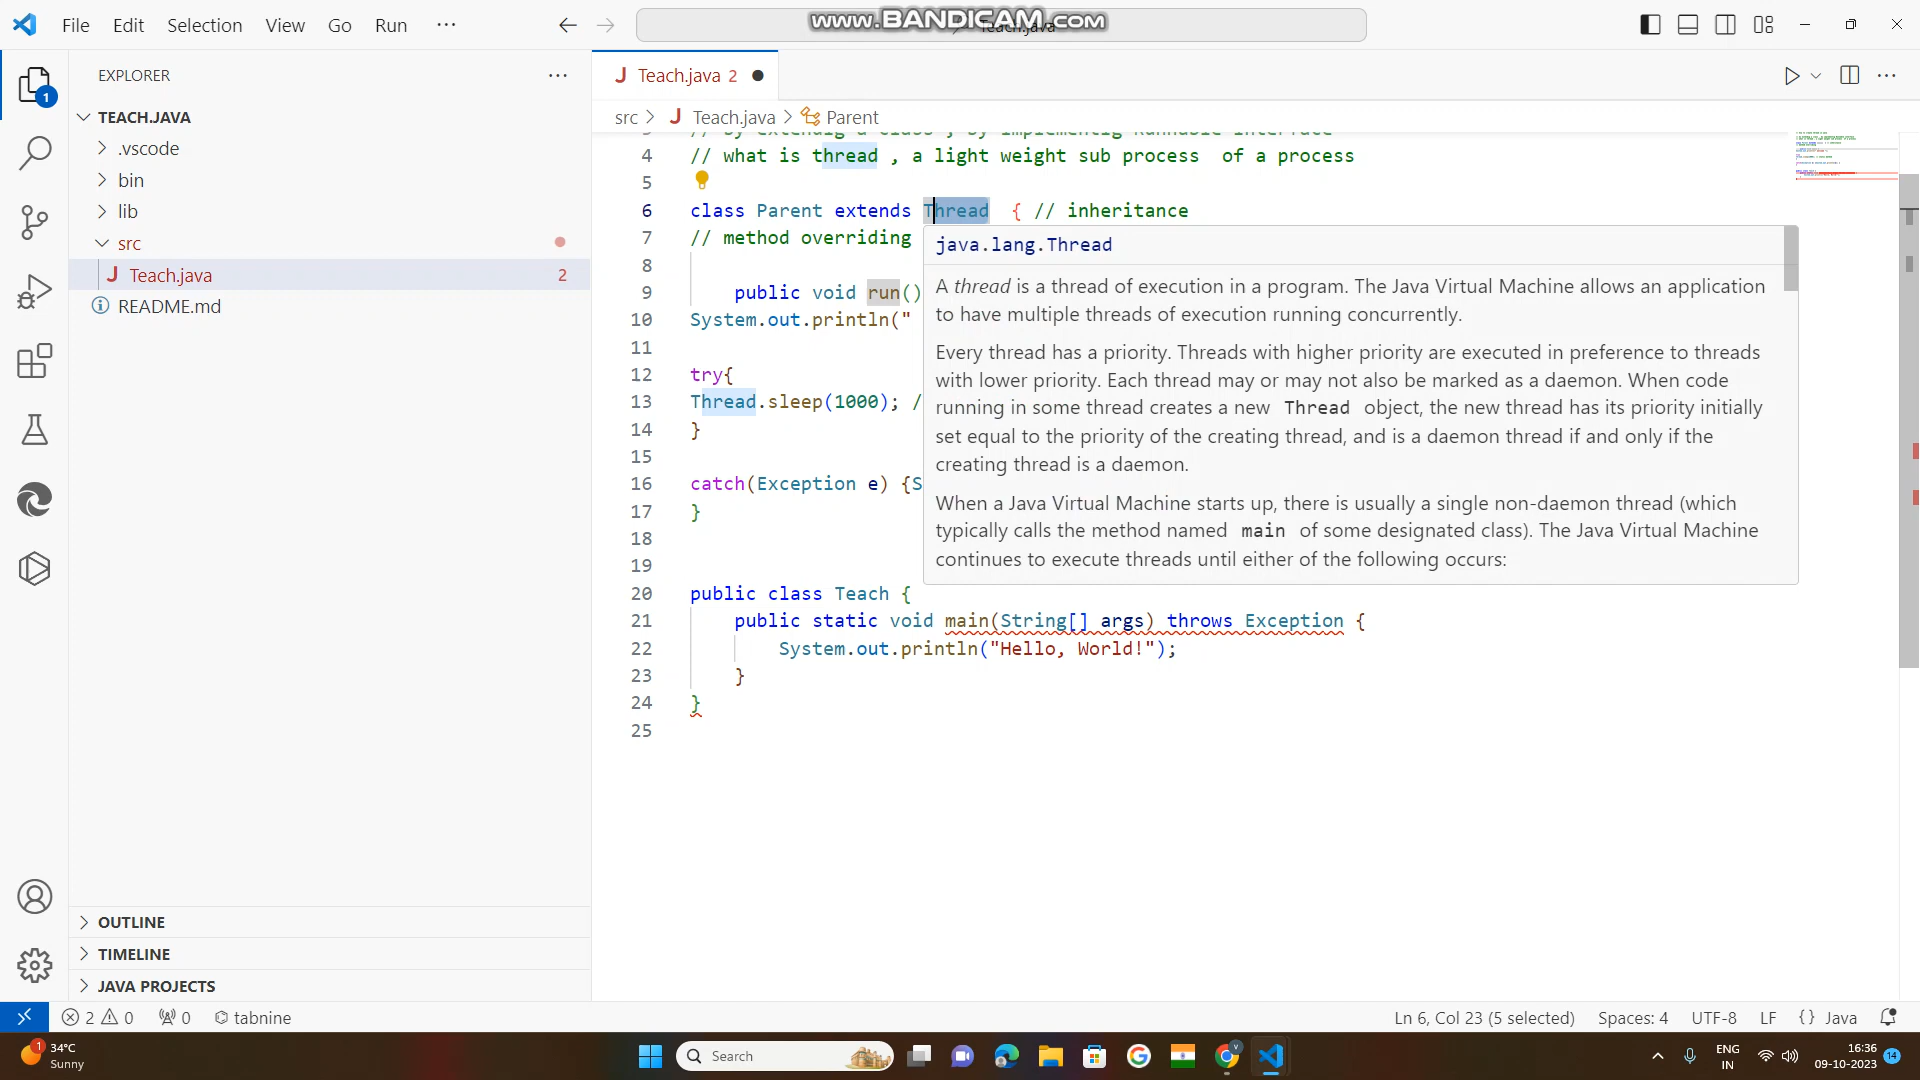 File Edit Selection View Go Run ···
www.BANDICAM.com
Teach.java
EXPLORER
TEACH.JAVA
.vscode
bin
lib
src
Teach.java 2
README.md
OUTLINE
TIMELINE
JAVA PROJECTS
1
Teach.java 2
src > Teach.java > Parent
4 // what is thread , a light weight sub process of a process
5
6 class Parent extends Thread { // inheritance
7 // method overriding
8
9 public void run()
10 System.out.println("
11
12 try{
13 Thread.sleep(1000); /
14 }
15
16 catch(Exception e) {S
17 }
18
19
20 public class Teach {
21 public static void main(String[] args) throws Exception {
22 System.out.println("Hello, World!");
23 }
24 }
25
java.lang.Thread
A thread is a thread of execution in a program. The Java Virtual Machine allows an application
to have multiple threads of execution running concurrently.
Every thread has a priority. Threads with higher priority are executed in preference to threads
with lower priority. Each thread may or may not also be marked as a daemon. When code
running in some thread creates a new Thread object, the new thread has its priority initially
set equal to the priority of the creating thread, and is a daemon thread if and only if the
creating thread is a daemon.
When a Java Virtual Machine starts up, there is usually a single non-daemon thread (which
typically calls the method named main of some designated class). The Java Virtual Machine
continues to execute threads until either of the following occurs:
2 0 0 tabnine
Ln 6, Col 23 (5 selected) Spaces: 4 UTF-8 LF {} Java
1
34°C
Sunny
Search
ENG
IN
16:36
09-10-2023
14